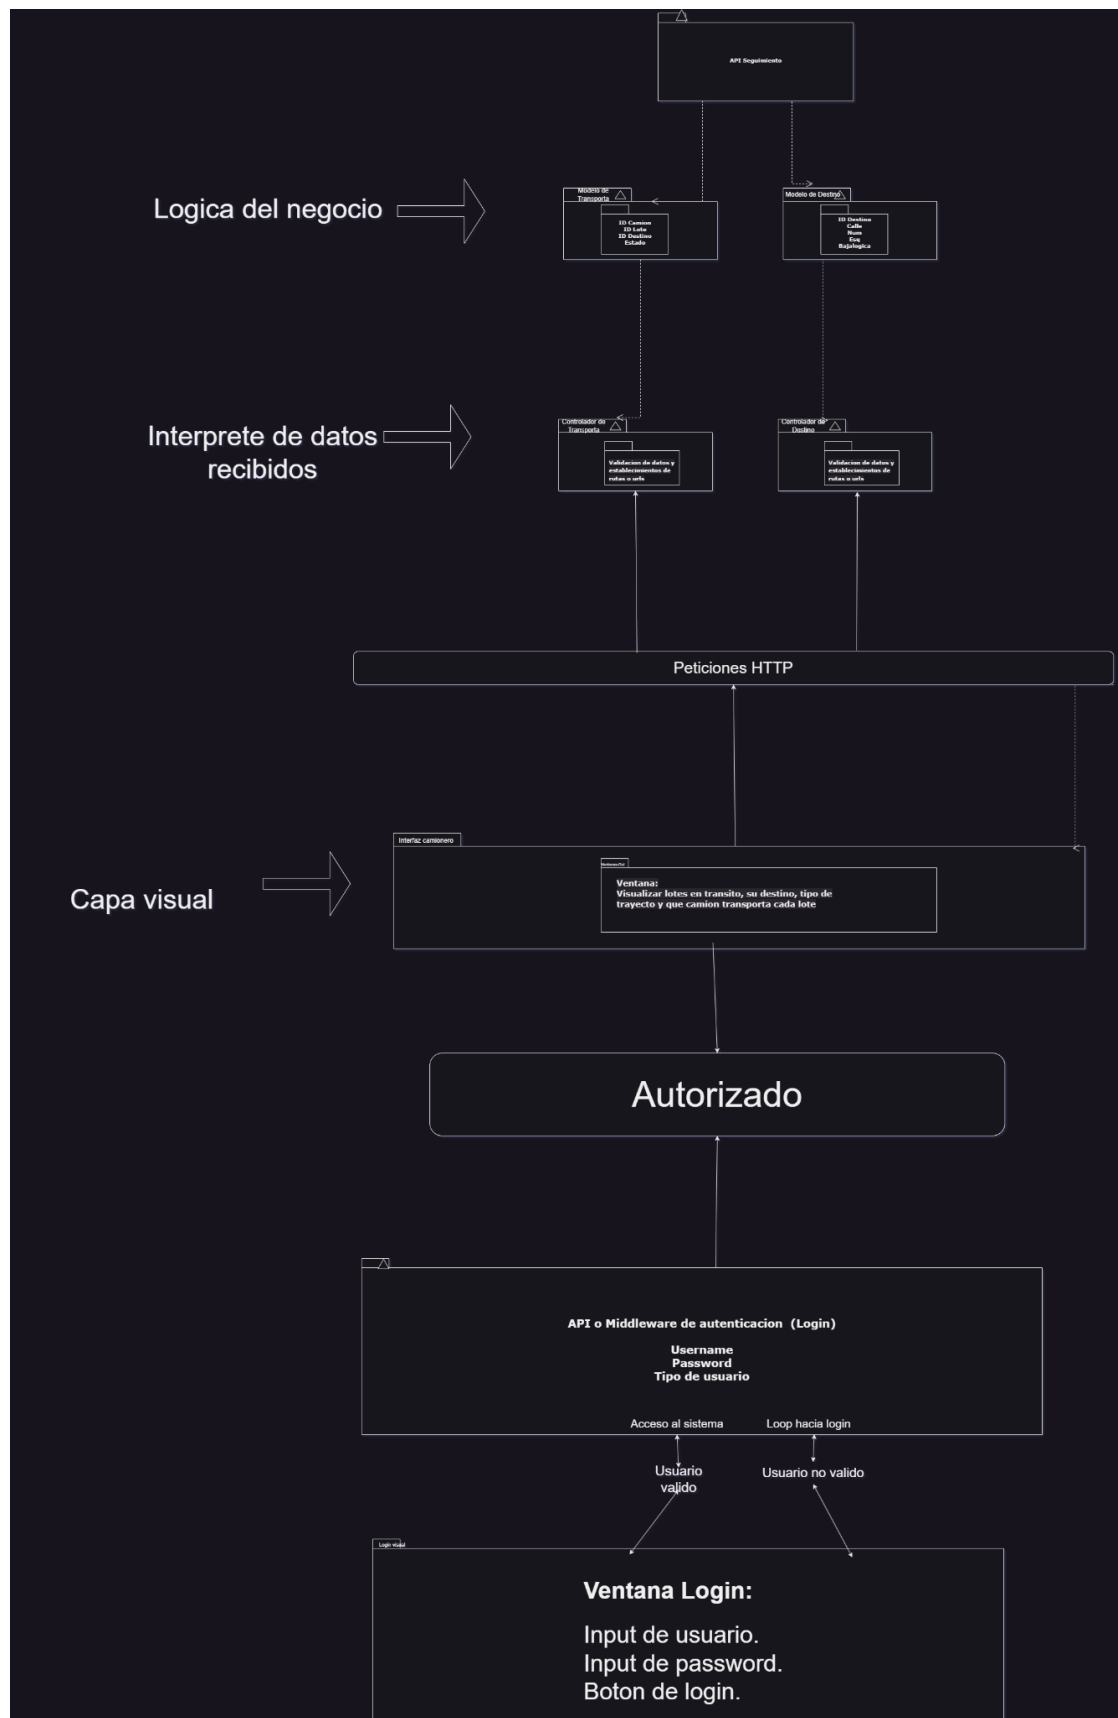 API Seguimiento
Logica del negocio
Modelo de
Transporta
ID Camion
ID Lote
ID Destino
Estado
Modelo de Destino
ID Destino
Calle
Num
Esq
Bajalogica
Interprete de datos
recibidos
Controlador de
Transporta
Validacion de datos y
establecimientos de
rutas o urls
Controlador de
Destino
Validacion de datos y
establecimientos de
rutas o urls
Peticiones HTTP
Capa visual
Interfaz camionero
Ventana:
Visualizar lotes en transito, su destino, tipo de
trayecto y que camion transporta cada lote
Autorizado
API o Middleware de autenticacion (Login)
Username
Password
Tipo de usuario
Acceso al sistema
Loop hacia login
Usuario
valido
Usuario no valido
Login visual
Ventana Login:
Input de usuario.
Input de password.
Boton de login.